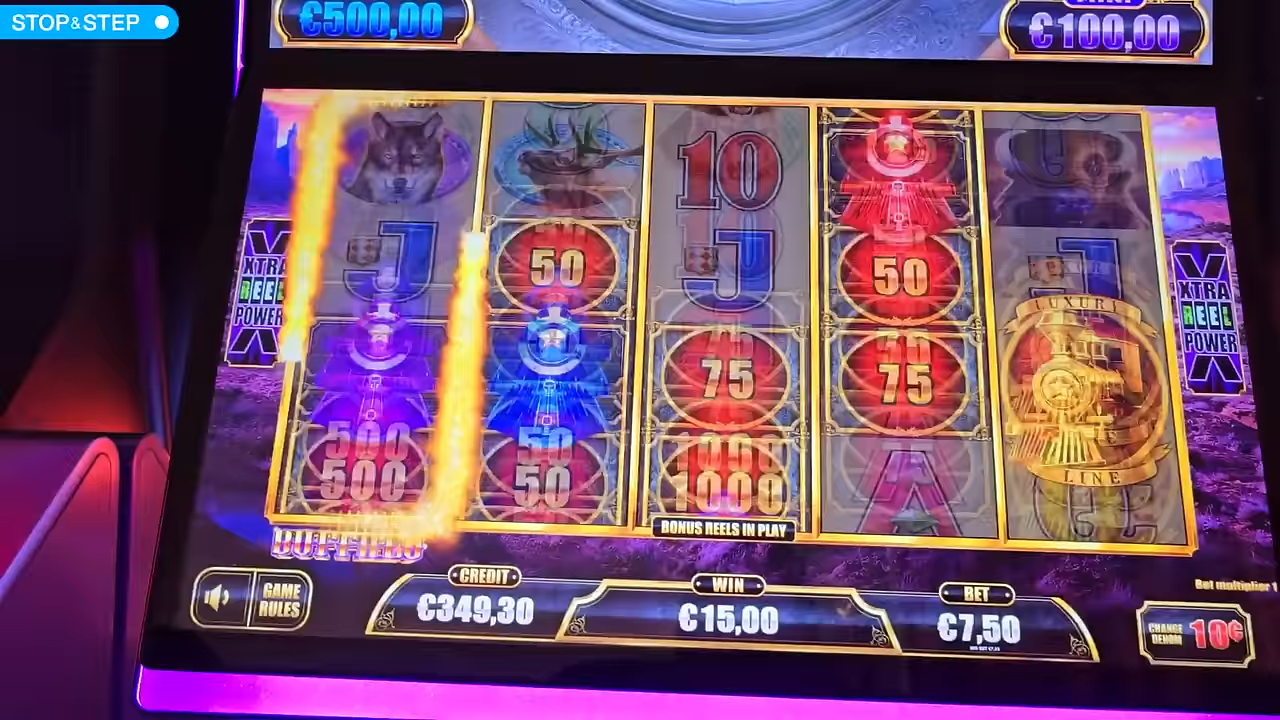 STOP&STEP
€500,00
€100,00
10
J
J
J
XTRA
REEL
POWER
XTRA
REEL
POWER
50
50
75
75
500
500
50
50
1000
1000
A
LUXURY
LINE
BONUS REELS IN PLAY
BUFFALO
GAME
RULES
CREDIT
€349,30
WIN
€15,00
BET
€7,50
Bet multiplier 1
CHANGE
DENOM
10¢